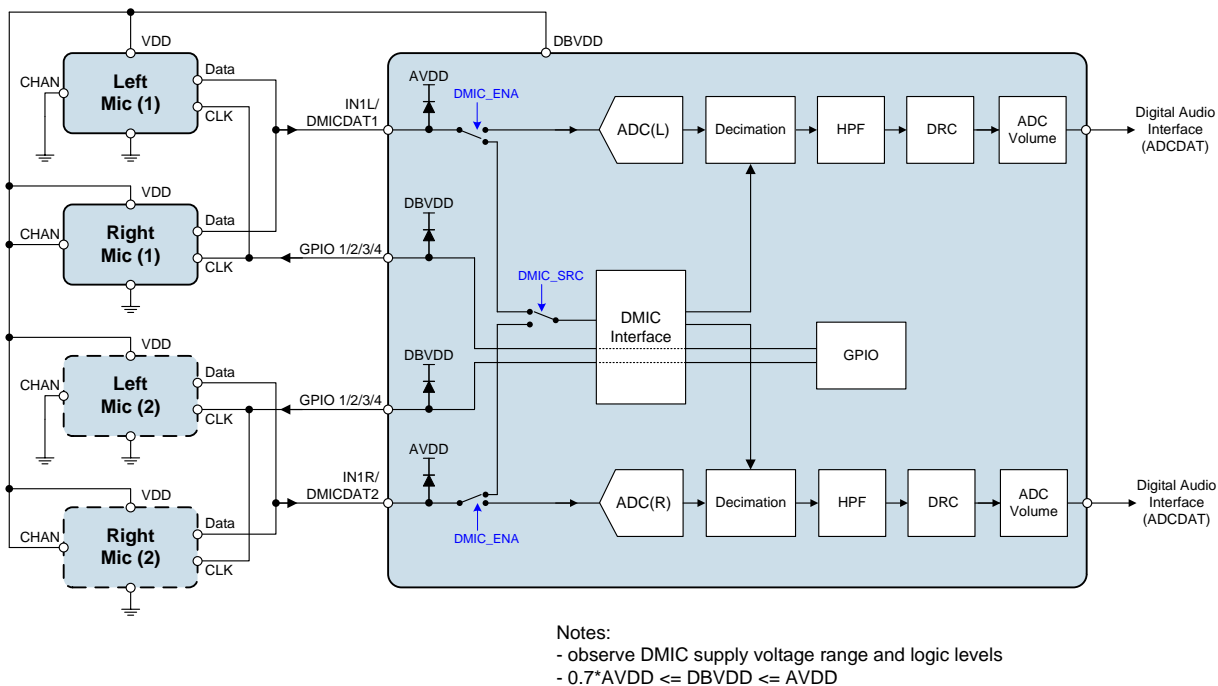 VDD
DBVDD
CHAN
Left
Mic (1)
Data
CLK
IN1L/
DMICDAT1
AVDD
DMIC_ENA
ADC(L)
Decimation
HPF
DRC
ADC
Volume
Digital Audio
Interface
(ADCDAT)
VDD
CHAN
Right
Mic (1)
Data
CLK
GPIO 1/2/3/4
DBVDD
DMIC_SRC
DMIC
Interface
GPIO
VDD
CHAN
Left
Mic (2)
Data
CLK
GPIO 1/2/3/4
DBVDD
VDD
CHAN
Right
Mic (2)
Data
CLK
IN1R/
DMICDAT2
AVDD
DMIC_ENA
ADC(R)
Decimation
HPF
DRC
ADC
Volume
Digital Audio
Interface
(ADCDAT)
Notes:
- observe DMIC supply voltage range and logic levels
- 0.7*AVDD <= DBVDD <= AVDD